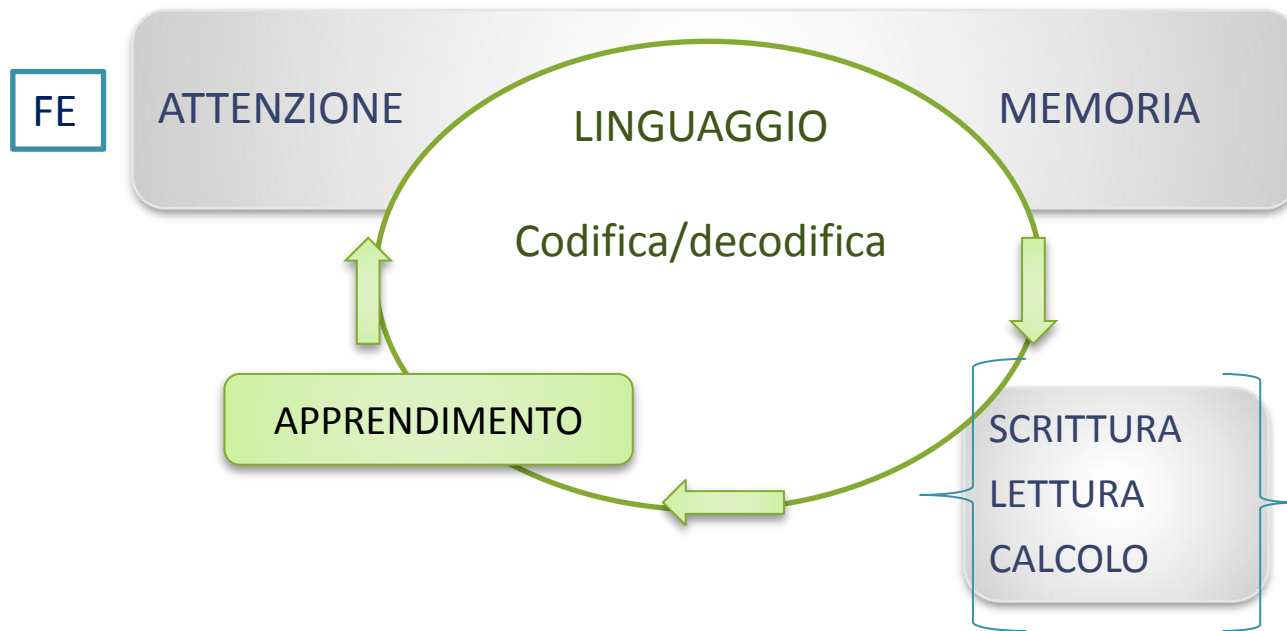 FE
ATTENZIONE
LINGUAGGIO
MEMORIA
Codifica/decodifica
APPRENDIMENTO
SCRITTURA
LETTURA
CALCOLO